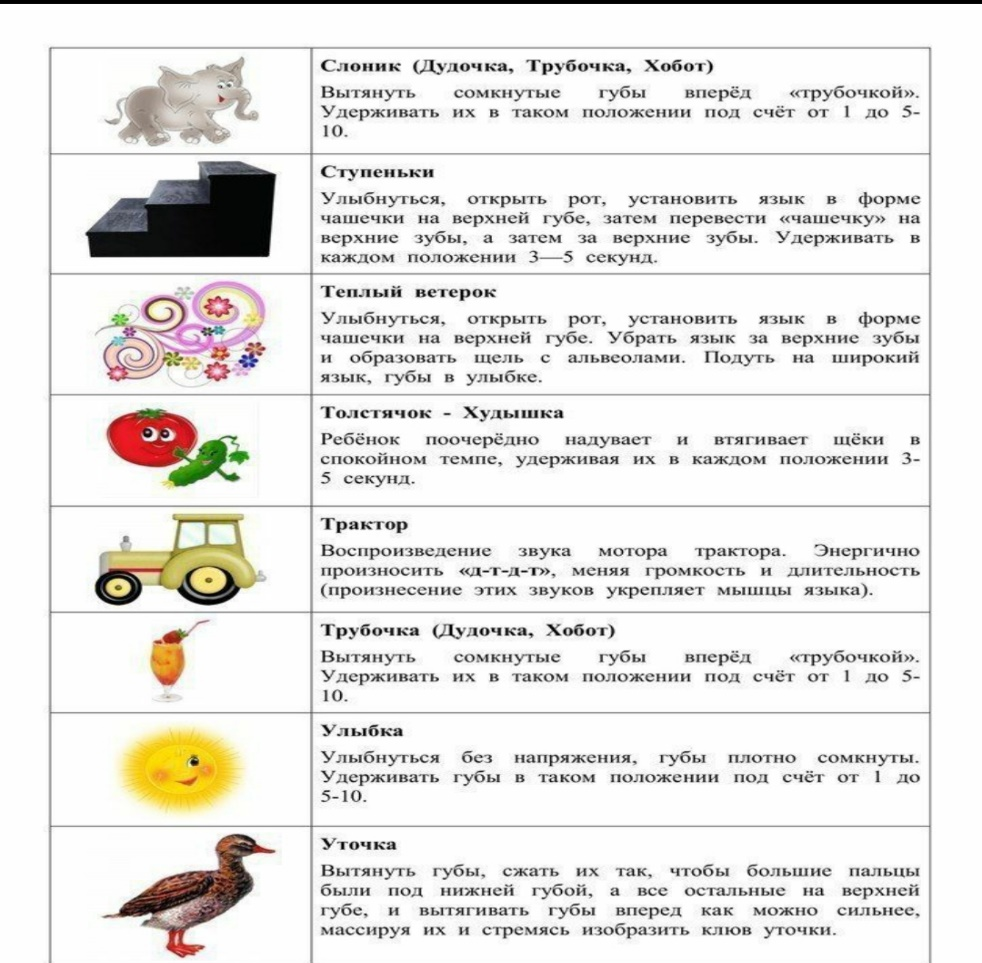 Слоник (Дудочка, Трубочка, Хобот)
Вытянуть сомкнутые губы вперёд «трубочкой».
Удерживать их в таком положении под счёт от 1 до 5-
10.
Ступеньки
Улыбнуться, открыть рот, установить язык в форме
чашечки на верхней губе, затем перевести «чашечку» на
верхние зубы, а затем за верхние зубы. Удерживать в
каждом положении 3—5 секунд.
Теплый ветерок
Улыбнуться, открыть рот, установить язык в форме
чашечки на верхней губе. Убрать язык за верхние зубы
и образовать щель с альвеолами. Подуть на широкий
язык, губы в улыбке.
Толстячок - Худышка
Ребёнок поочерёдно надувает и втягивает щёки в
спокойном темпе, удерживая их в каждом положении 3-
5 секунд.
Трактор
Воспроизведение звука мотора трактора. Энергично
произносить «д-т-д-т», меняя громкость и длительность
(произнесение этих звуков укрепляет мышцы языка).
Трубочка (Дудочка, Хобот)
Вытянуть сомкнутые губы вперёд «трубочкой».
Удерживать их в таком положении под счёт от 1 до 5-
10.
Улыбка
Улыбнуться без напряжения, губы плотно сомкнуты.
Удерживать губы в таком положении под счёт от 1 до
5-10.
Уточка
Вытянуть губы, сжать их так, чтобы большие пальцы
были под нижней губой, а все остальные на верхней
губе, и вытягивать губы вперед как можно сильнее,
массируя их и стремясь изобразить клюв уточки.